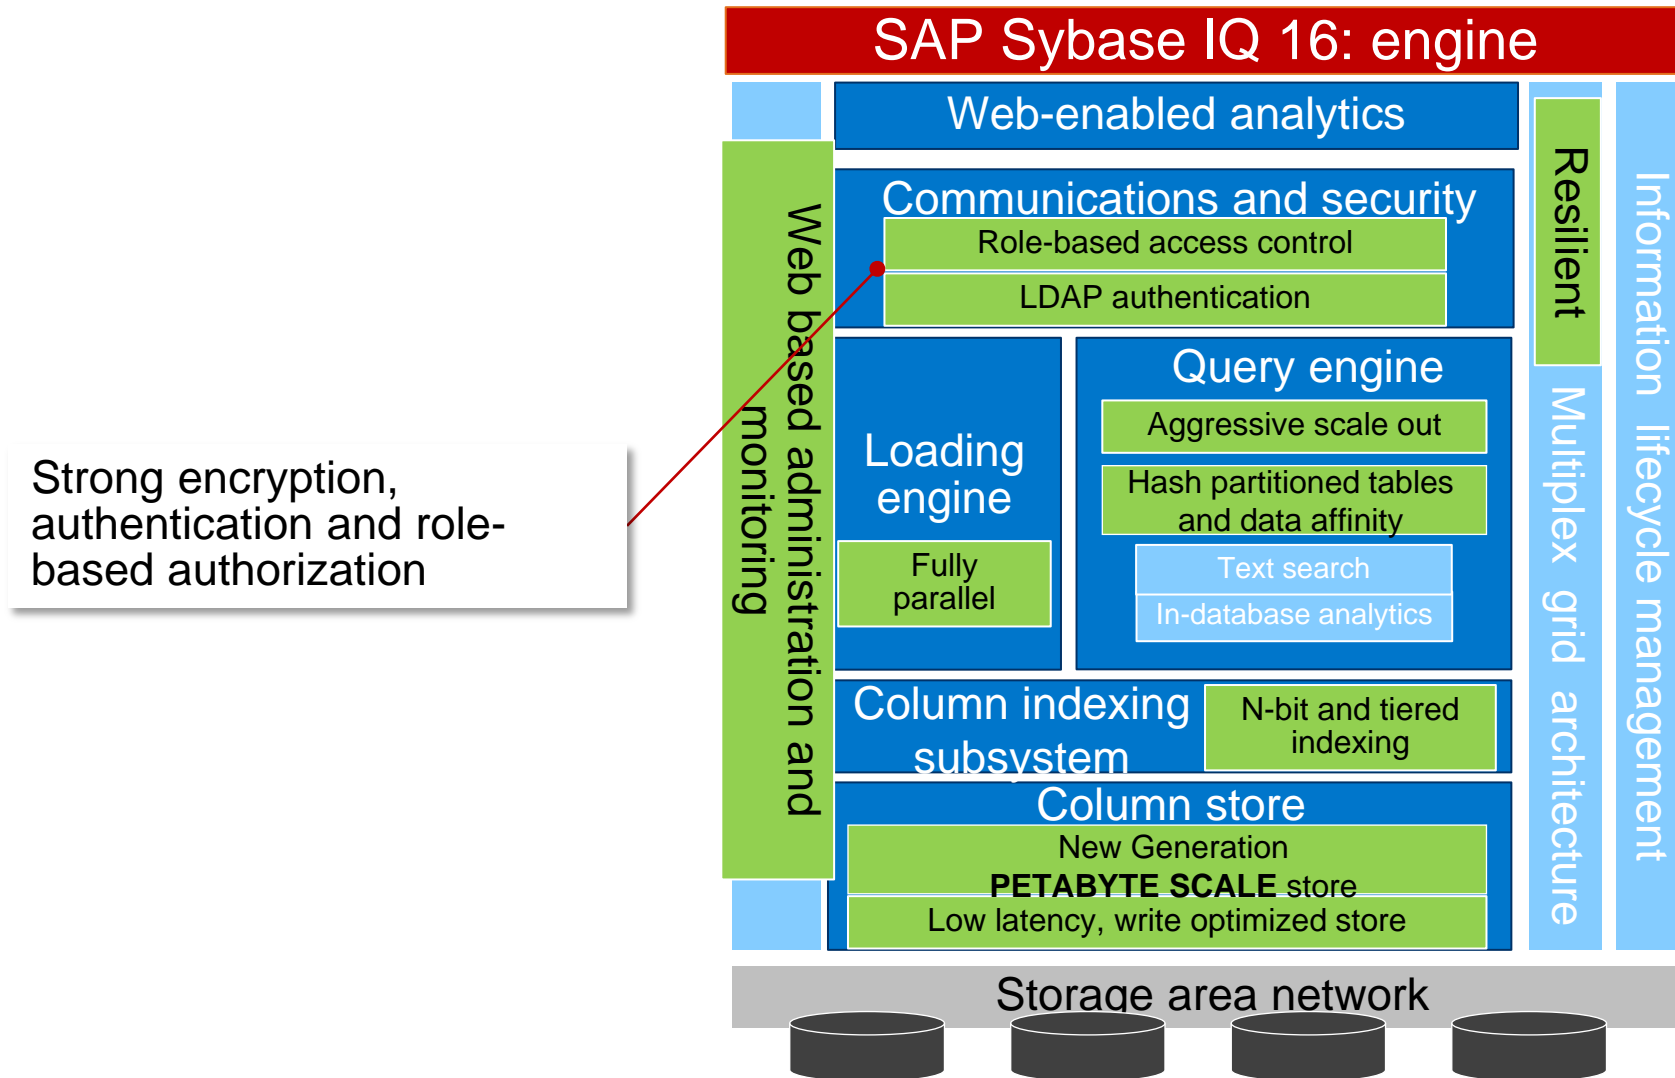 SAP Sybase IQ 16: engine
Web-enabled analytics
Communications and security
Role-based access control
LDAP authentication
Web based administration and
monitoring
Strong encryption,
authentication and role-
based authorization
Loading
engine
Fully
parallel
Query engine
Aggressive scale out
Hash partitioned tables
and data affinity
Text search
In-database analytics
Column indexing
subsystem
N-bit and tiered
indexing
Column store
New Generation
PETABYTE SCALE store
Low latency, write optimized store
Resilient
Multiplex grid architecture
Information lifecycle management
Storage area network